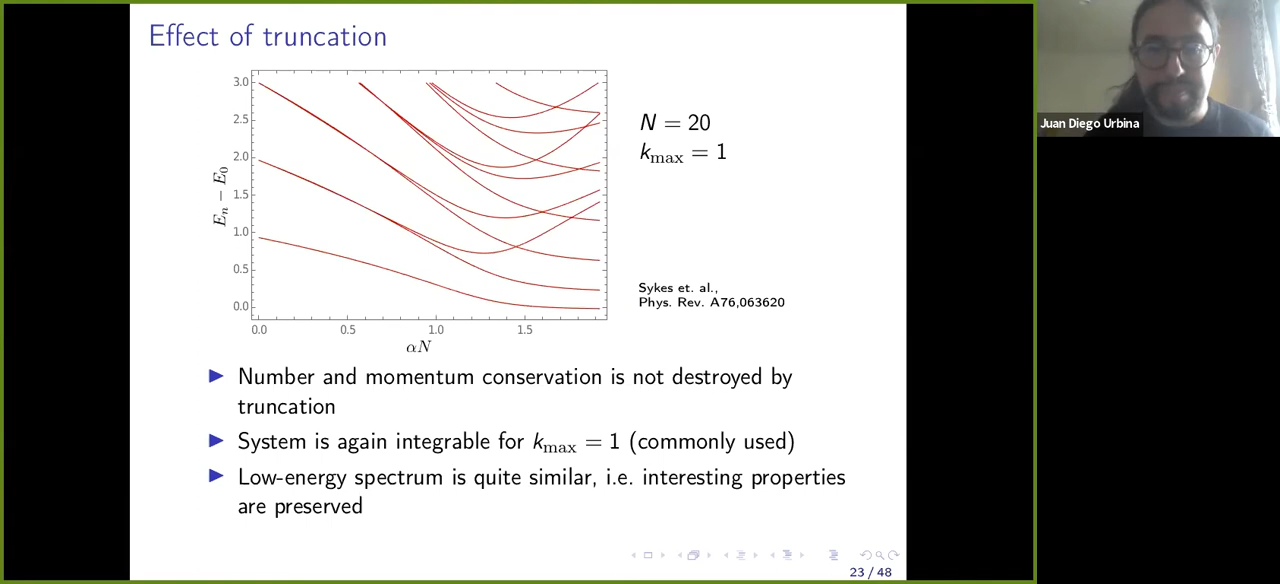 Effect of truncation
3.0
2.5
2.0
1.5
1.0
0.5
0.0
E_n − E_0
0.0 0.5 1.0 1.5
αN
N = 20
k_max = 1
Sykes et. al.,
Phys. Rev. A76,063620
Number and momentum conservation is not destroyed by
truncation
System is again integrable for k_max = 1 (commonly used)
Low-energy spectrum is quite similar, i.e. interesting properties
are preserved
23 / 48
Juan Diego Urbina